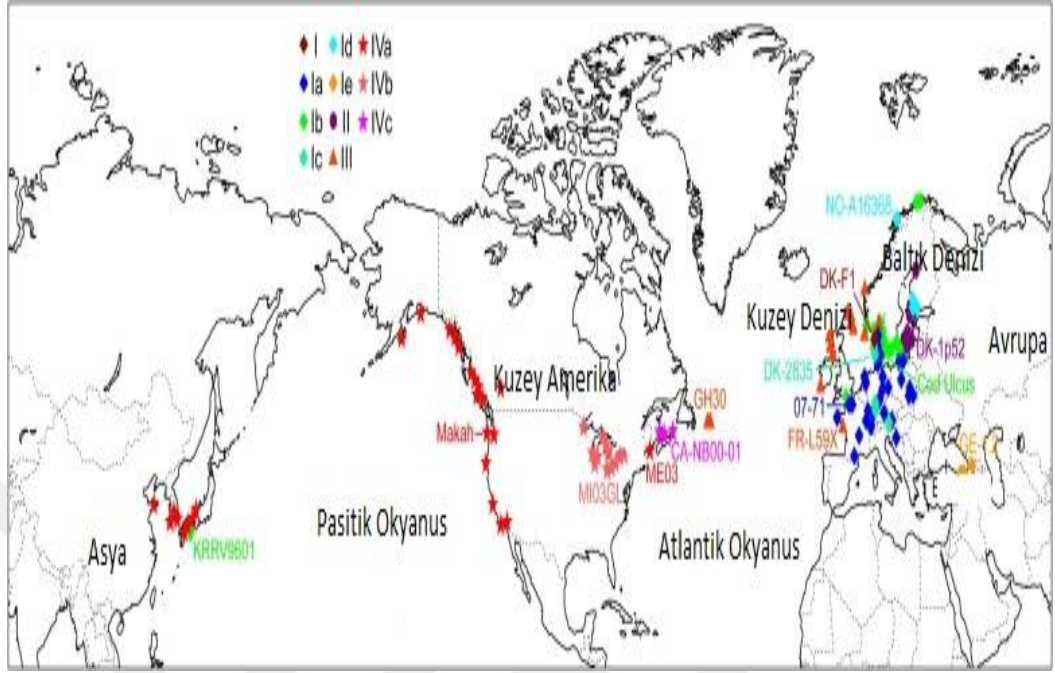 I Id IVa
Ia Ie IVb
Ib II IVc
Ic III
NO-A16368
Baltık Denizi
DK-F1
Kuzey Denizi
DK-1p52
Avrupa
DK-2835
Cod Ulcus
Kuzey Amerika
07-71
GH30
FR-L59X
Makah
CA-NB00-01
ME03
MI03GL
Pasitik Okyanus
Atlantik Okyanus
Asya
KRRV9601
E